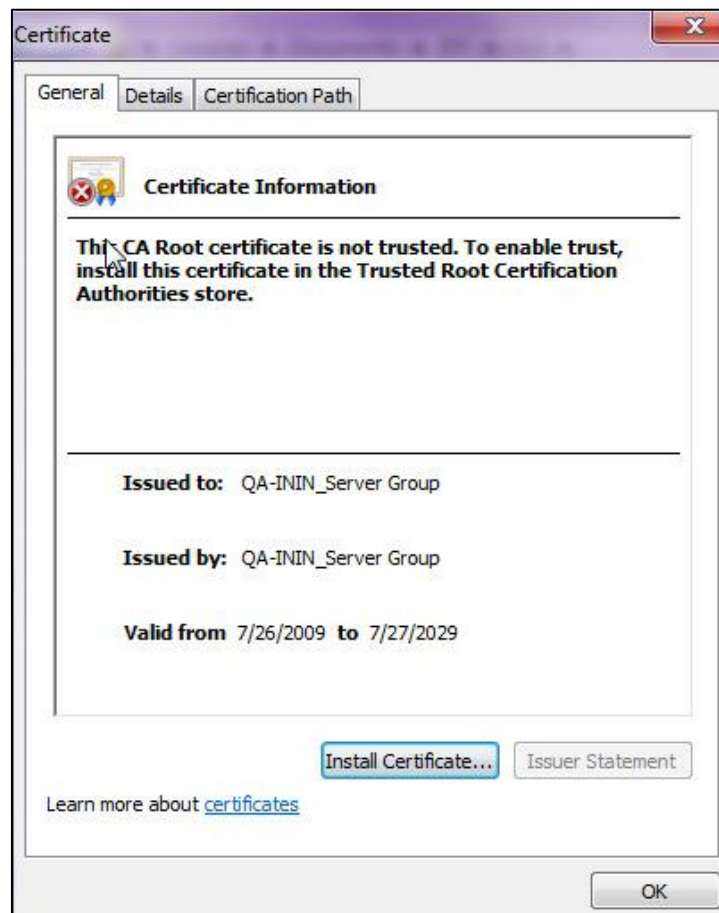 Certificate
General Details Certification Path
Certificate Information
This CA Root certificate is not trusted. To enable trust,
install this certificate in the Trusted Root Certification
Authorities store.
Issued to: QA-ININ_Server Group
Issued by: QA-ININ_Server Group
Valid from 7/26/2009 to 7/27/2029
Install Certificate... Issuer Statement
Learn more about certificates
OK